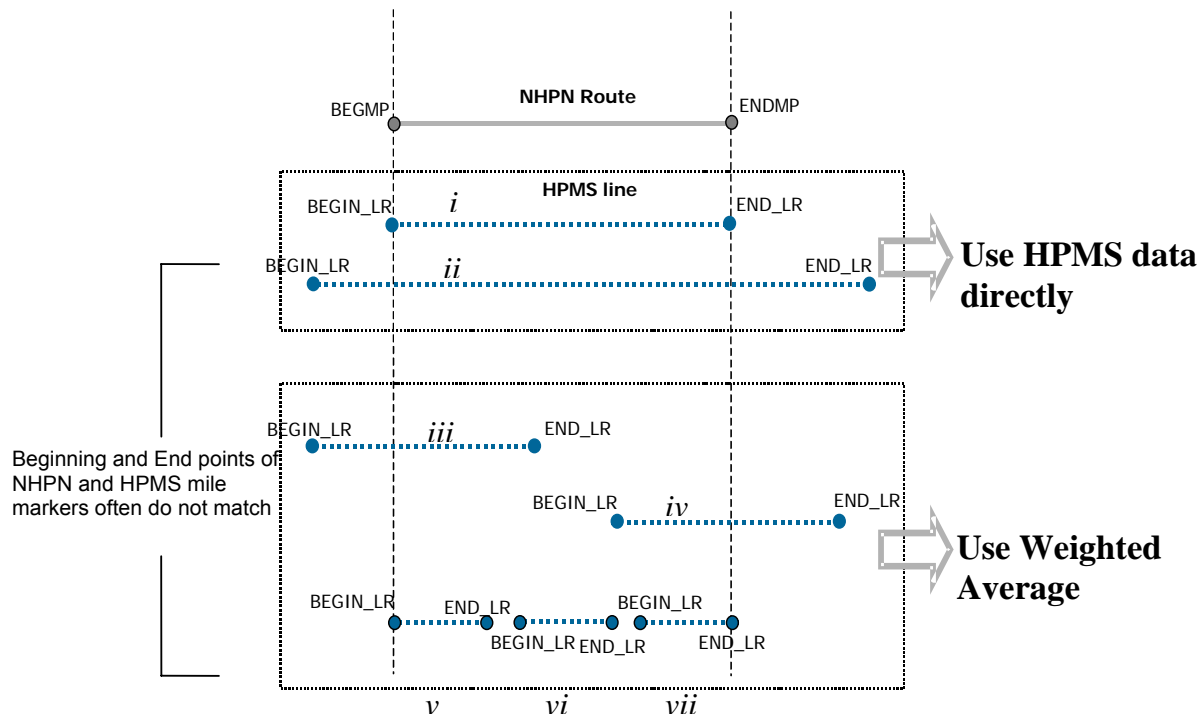 NHPN Route
BEGMP
ENDMP
HPMS line
BEGIN_LR
i
END_LR
BEGIN_LR
ii
END_LR
Use HPMS data
directly
BEGIN_LR
iii
END_LR
Beginning and End points of
NHPN and HPMS mile
markers often do not match
BEGIN_LR
iv
END_LR
Use Weighted
Average
BEGIN_LR
END_LR
BEGIN_LR
BEGIN_LR
END_LR
END_LR
v
vi
vii